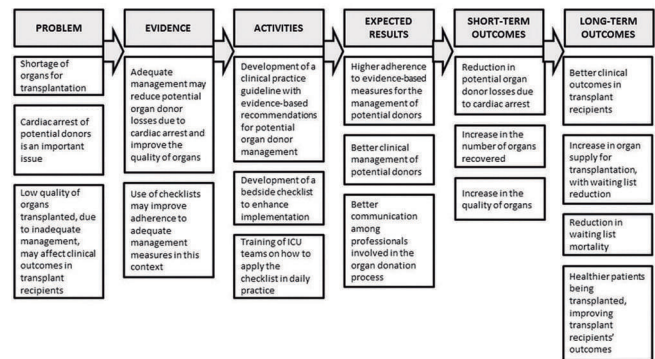 PROBLEM
Shortage of
organs for
transplantation
Cardiac arrest of
potential donors
is an important
issue
Low quality of
organs
transplanted, due
to inadequate
management,
may affect clinical
outcomes in
transplant
recipients
EVIDENCE
Adequate
management may
reduce potential
organ donor
losses due to
cardiac arrest and
improve the
quality of organs
Use of checklists
may improve
adherence to
adequate
management
measures in this
context
ACTIVITIES
Development of a
clinical practice
guideline with
evidence-based
recommendations
for potential
organ donor
management
Development of a
bedside checklist
to enhance
implementation
Training of ICU
teams on how to
apply the
checklist in daily
practice
EXPECTED
RESULTS
Higher adherence
to evidence-based
measures for the
management of
potential donors
Better clinical
management of
potential donors
Better
communication
among
professionals
involved in the
organ donation
process
SHORT-TERM
OUTCOMES
Reduction in
potential organ
donor losses due
to cardiac arrest
Increase in the
number of organs
recovered
Increase in the
quality of organs
LONG-TERM
OUTCOMES
Better clinical
outcomes in
transplant
recipients
Increase in organ
supply for
transplantation,
with waiting list
reduction
Reduction in
waiting list
mortality
Healthier patients
being
transplanted,
improving
transplant
recipients'
outcomes